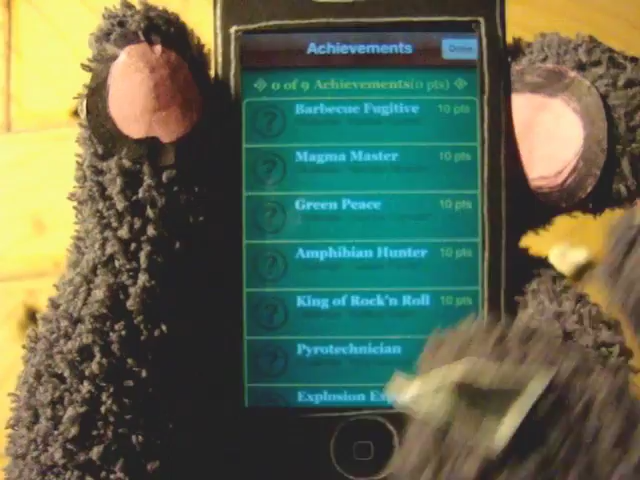 Achievements
Done
0 of 9 Achievements(0 pts)
Barbecue Fugitive 10 pts
Magma Master 10 pts
Green Peace 10 pts
Amphibian Hunter 10 pts
King of Rock'n Roll 10 pts
Pyrotechnician
Explosion